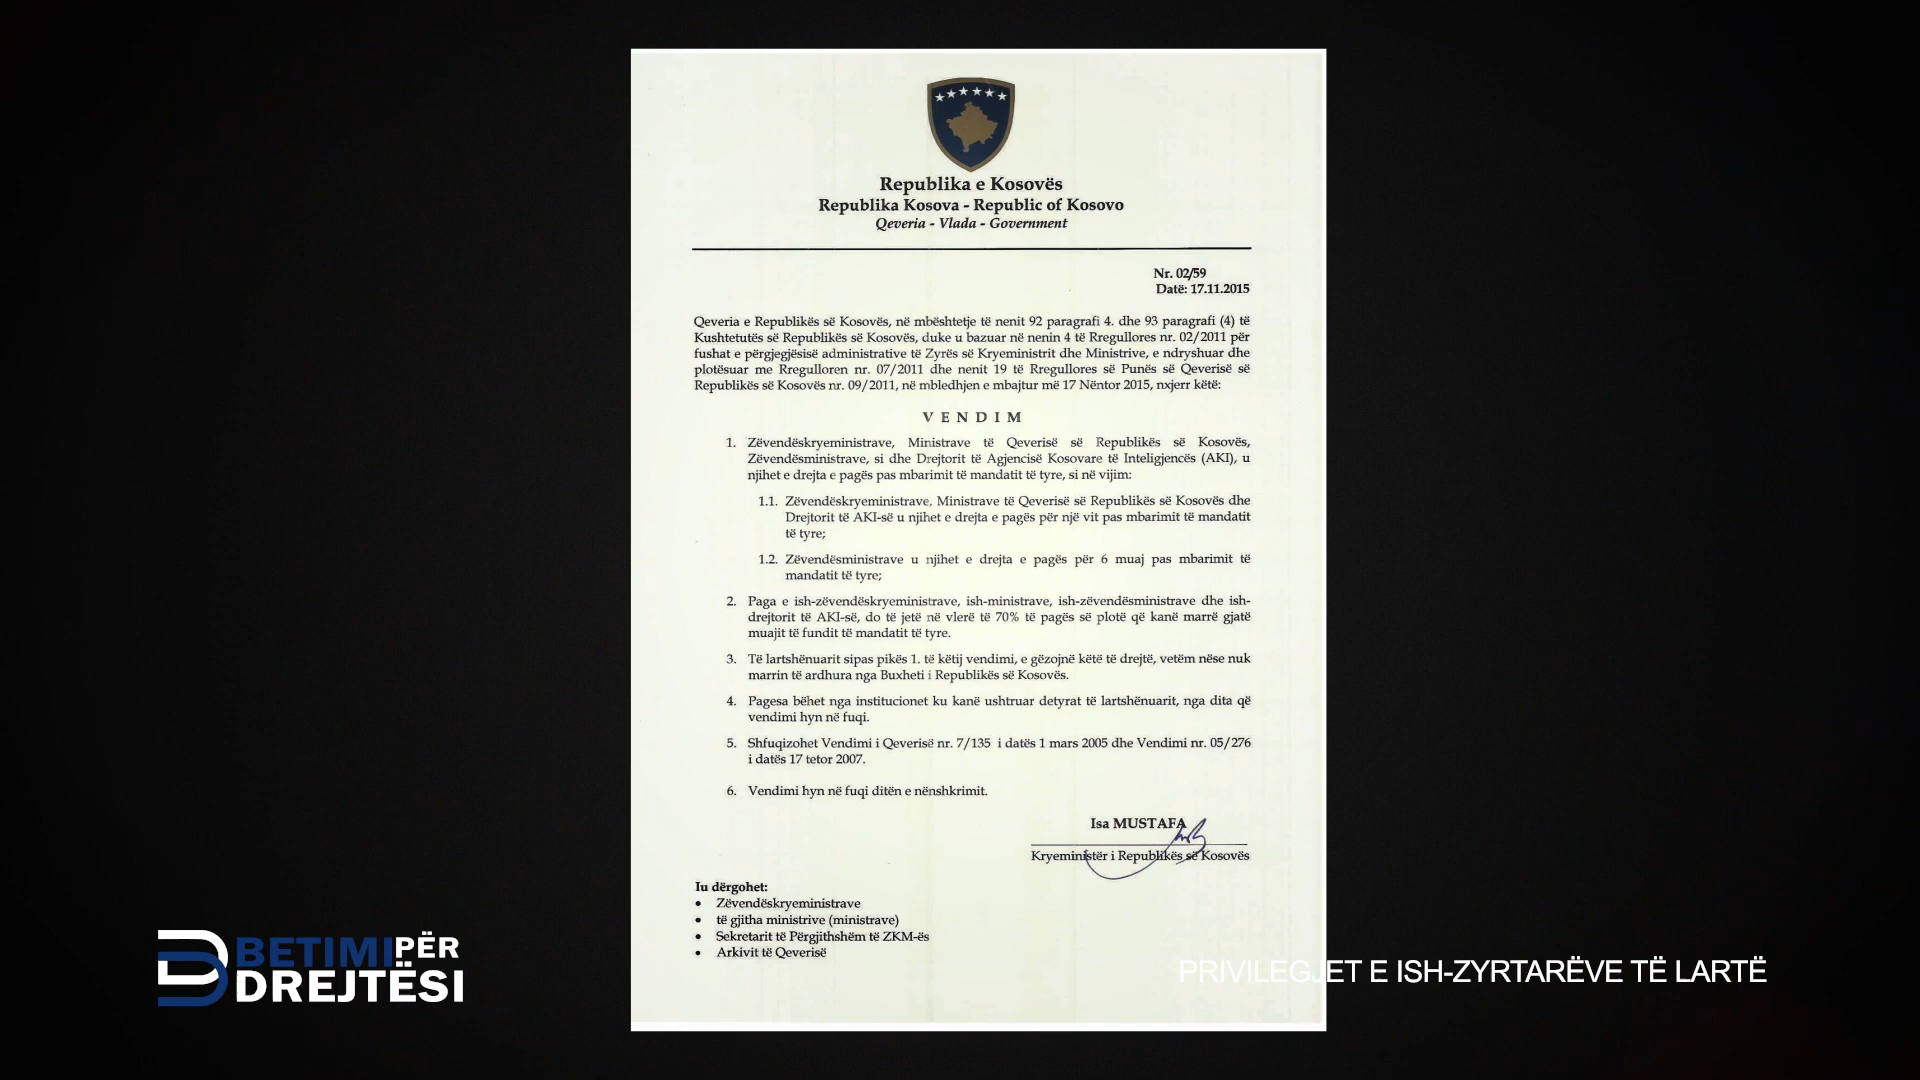 Republika e Kosovës
Republika Kosova - Republic of Kosovo
Qeveria - Vlada - Government
Nr. 02/59
Datë: 17.11.2015
Qeveria e Republikës së Kosovës, në mbështetje të nenit 92 paragrafi 4. dhe 93 paragrafi (4) të
Kushtetutës së Republikës së Kosovës, duke u bazuar në nenin 4 të Rregullores nr. 02/2011 për
fushat e përgjegjësisë administrative të Zyrës së Kryeministrit dhe Ministrive, e ndryshuar dhe
plotësuar me Rregulloren nr. 07/2011 dhe nenit 19 të Rregullores së Punës së Qeverisë së
Republikës së Kosovës nr. 09/2011, në mbledhjen e mbajtur më 17 Nëntor 2015, nxjerr këtë:
V E N D I M
1. Zëvendëskryeministrave, Ministrave të Qeverisë së Republikës së Kosovës,
Zëvendësministrave, si dhe Drejtorit të Agjencisë Kosovare të Inteligjencës (AKI), u
njihet e drejta e pagës pas mbarimit të mandatit të tyre, si në vijim:
1.1. Zëvendëskryeministrave, Ministrave të Qeverisë së Republikës së Kosovës dhe
Drejtorit të AKI-së u njihet e drejta e pagës për një vit pas mbarimit të mandatit
të tyre;
1.2. Zëvendësministrave u njihet e drejta e pagës për 6 muaj pas mbarimit të
mandatit të tyre;
2. Paga e ish-zëvendëskryeministrave, ish-ministrave, ish-zëvendësministrave dhe ish-
drejtorit të AKI-së, do të jetë në vlerë të 70% të pagës së plotë që kanë marrë gjatë
muajit të fundit të mandatit të tyre.
3. Të lartshënuarit sipas pikës 1. të këtij vendimi, e gëzojnë këtë të drejtë, vetëm nëse nuk
marrin të ardhura nga Buxheti i Republikës së Kosovës.
4. Pagesa bëhet nga institucionet ku kanë ushtruar detyrat të lartshënuarit, nga dita që
vendimi hyn në fuqi.
5. Shfuqizohet Vendimi i Qeverisë nr. 7/135 i datës 1 mars 2005 dhe Vendimi nr. 05/276
i datës 17 tetor 2007.
6. Vendimi hyn në fuqi ditën e nënshkrimit.
Isa MUSTAFA
Kryeministër i Republikës së Kosovës
Iu dërgohet:
• Zëvendëskryeministrave
• të gjitha ministrive (ministrave)
• Sekretarit të Përgjithshëm të ZKM-ës
• Arkivit të Qeverisë
BETIMI PËR
DREJTËSI
PRIVILEGJET E ISH-ZYRTARËVE TË LARTË